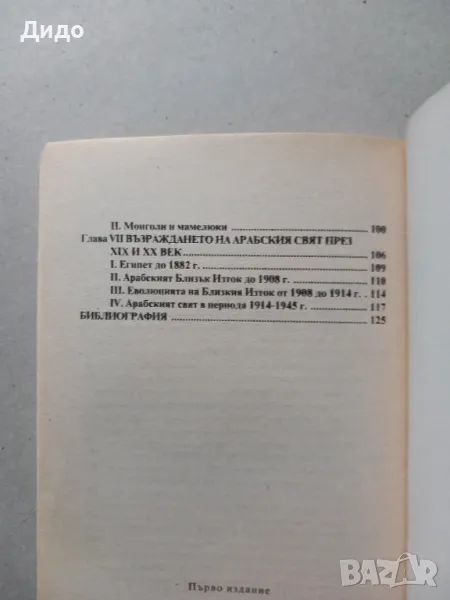 Дидо
II. Монголи и мамелюки ........ 100
Глава VII ВЪЗРАЖДАНЕТО НА АРАБСКИЯ СВЯТ ПРЕЗ
XIX И XX ВЕК ........ 106
I. Египет до 1882 г. ........ 109
II. Арабският Близък Изток до 1908 г. ........ 110
III. Еволюцията на Близкия Изток от 1908 до 1914 г. .. 114
IV. Арабският свят в периода 1914-1945 г. ........ 117
БИБЛИОГРАФИЯ ........ 125
Първо издание
bazar.bg